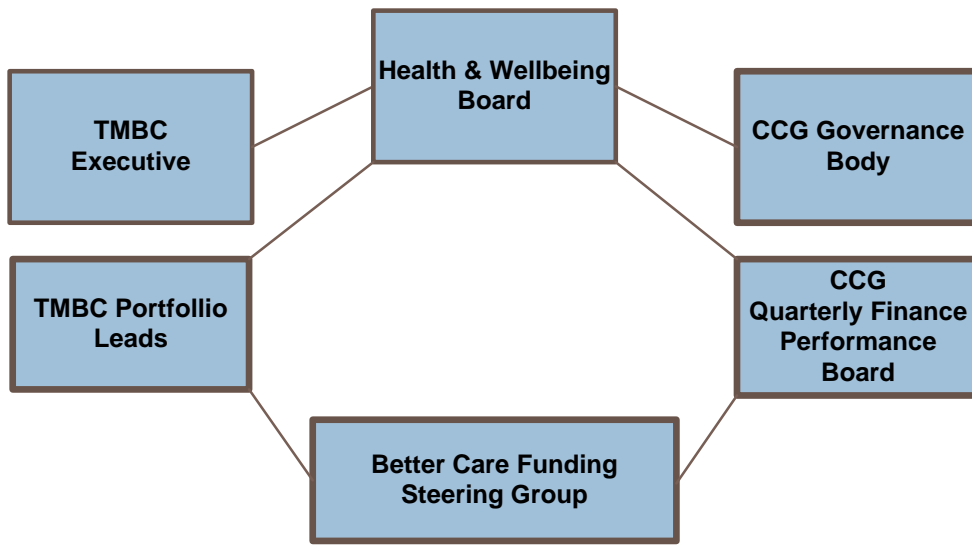 Health & Wellbeing
Board
TMBC
Executive
CCG Governance
Body
TMBC Portfollio
Leads
CCG
Quarterly Finance
Performance
Board
Better Care Funding
Steering Group